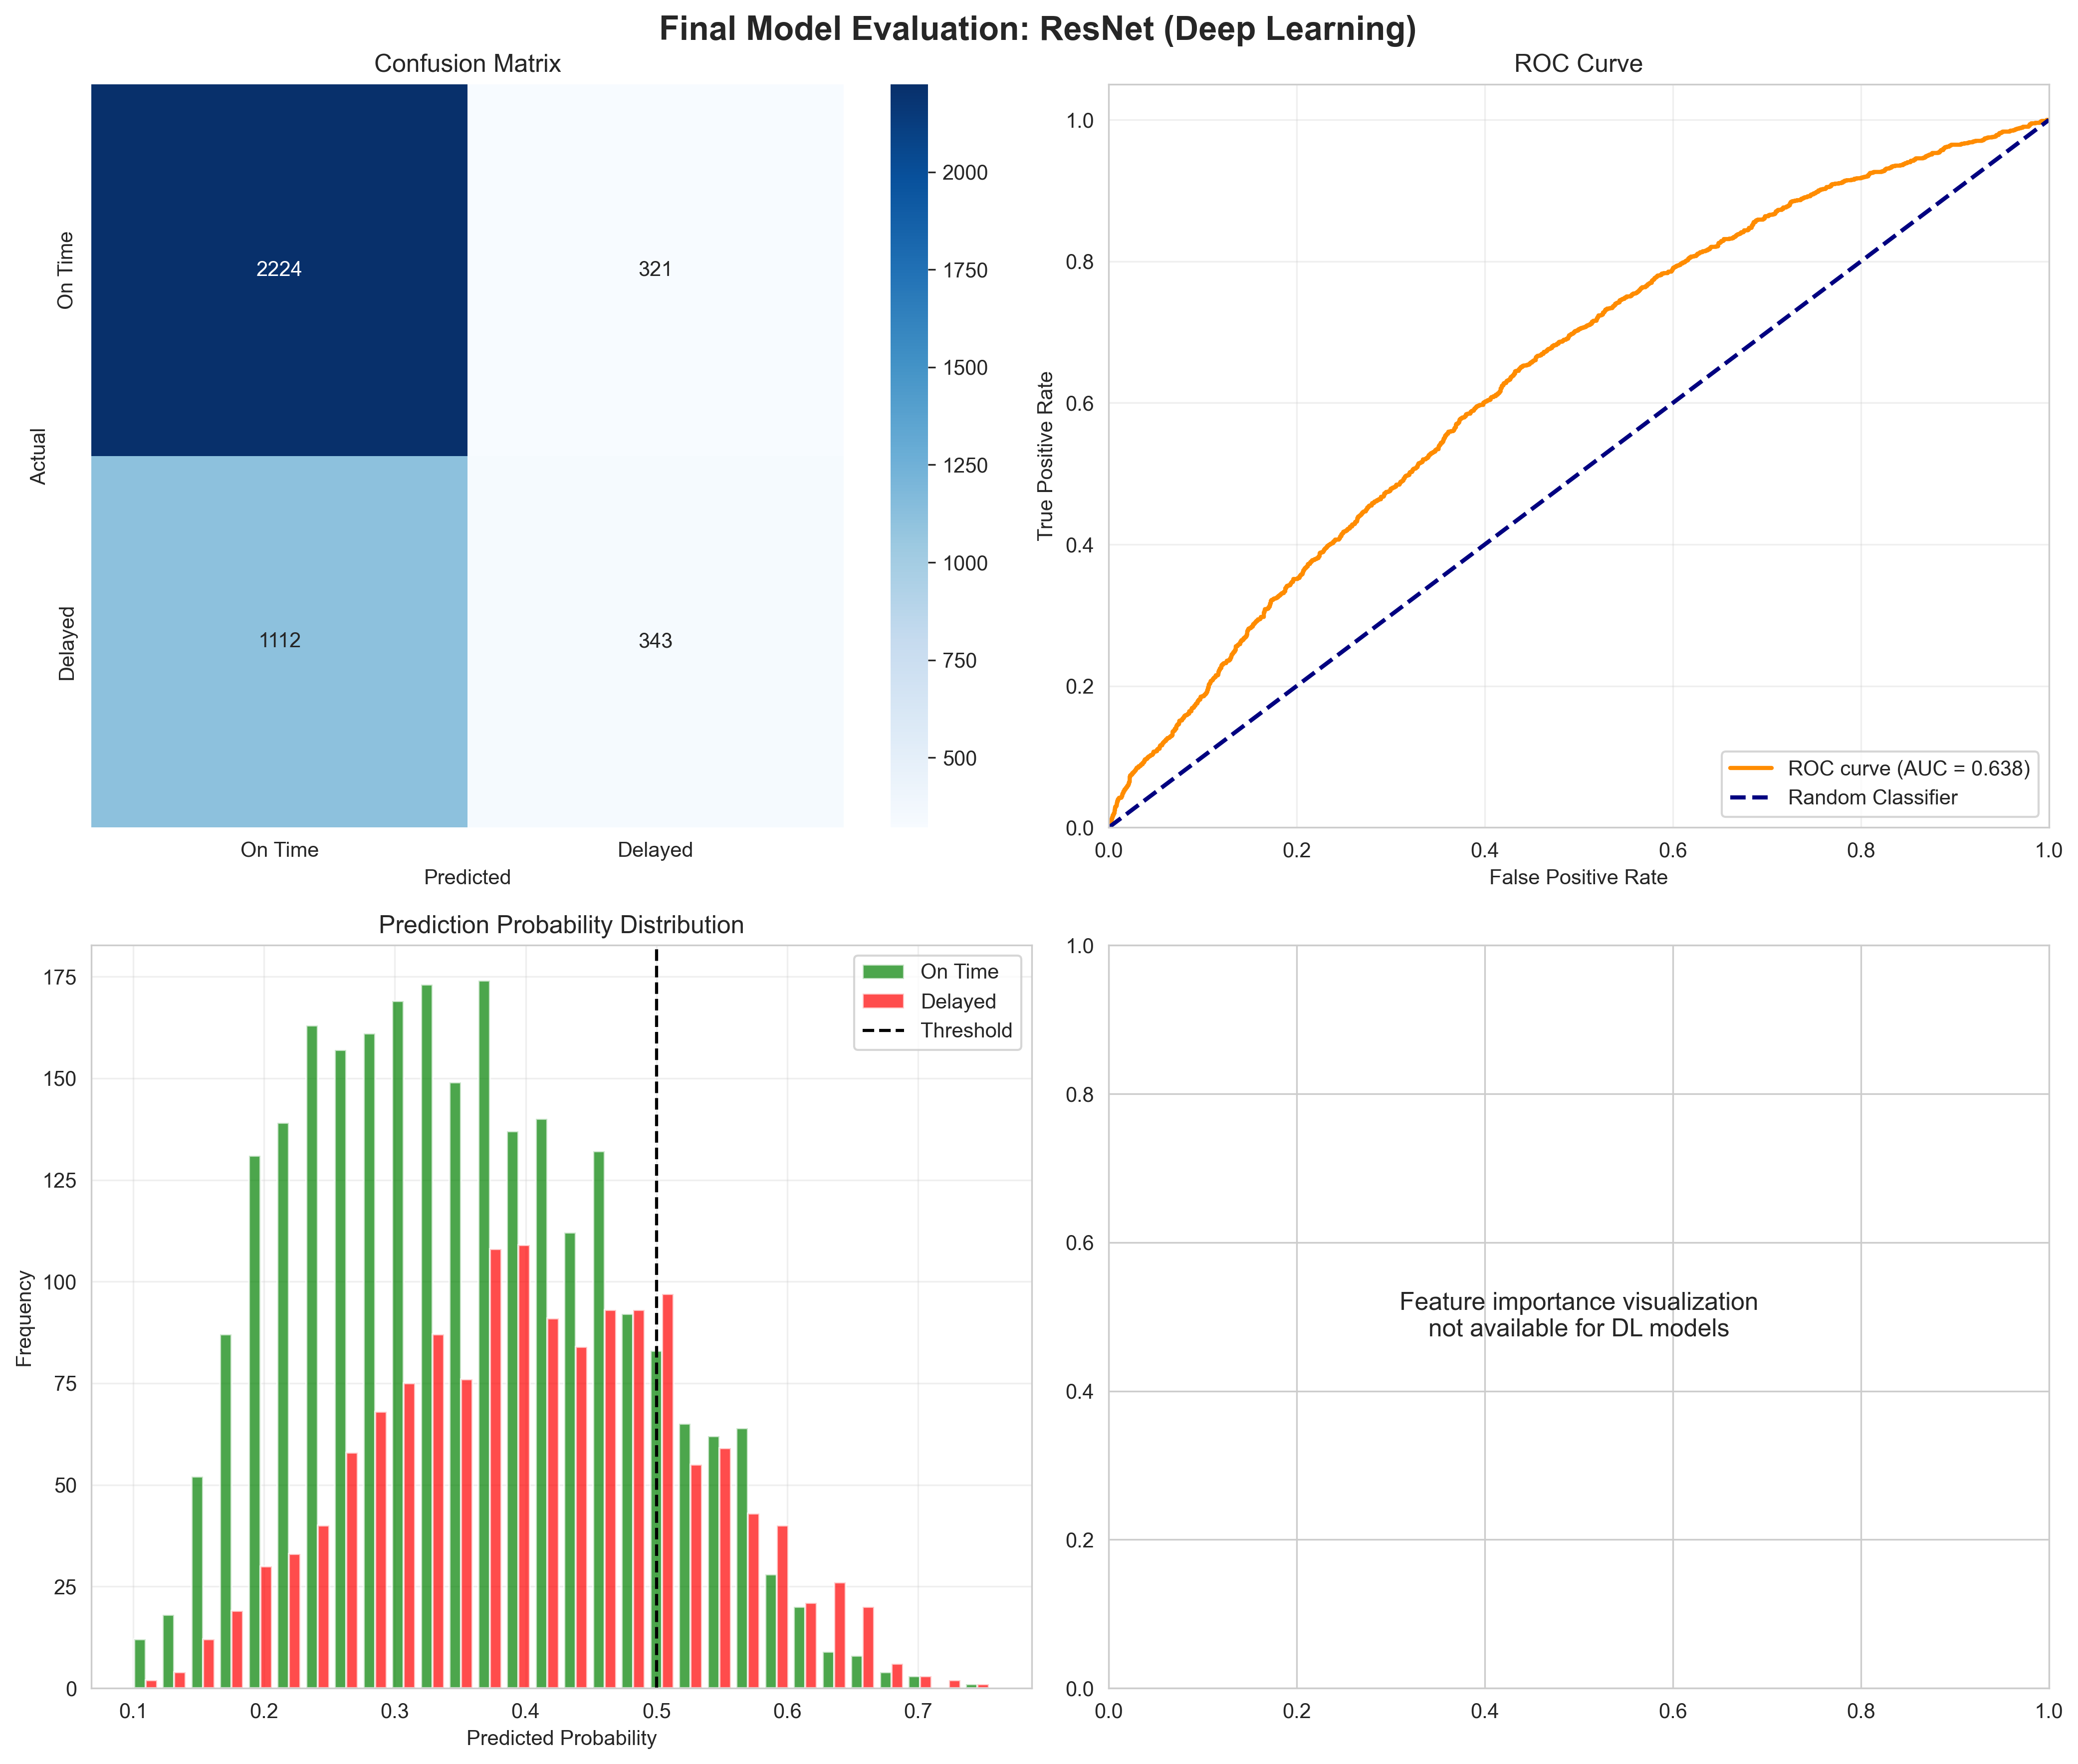 Final Model Evaluation: ResNet (Deep Learning)
Confusion Matrix
On Time
Delayed
Actual
2224
321
1112
343
On Time
Delayed
Predicted
2000
1750
1500
1250
1000
750
500
ROC Curve
True Positive Rate
1.0
0.8
0.6
0.4
0.2
0.0
ROC curve (AUC = 0.638)
Random Classifier
0.0
0.2
0.4
0.6
0.8
1.0
False Positive Rate
Prediction Probability Distribution
Frequency
175
150
125
100
75
50
25
0
On Time
Delayed
Threshold
0.1
0.2
0.3
0.4
0.5
0.6
0.7
Predicted Probability
1.0
0.8
0.6
0.4
0.2
0.0
Feature importance visualization
not available for DL models
0.0
0.2
0.4
0.6
0.8
1.0